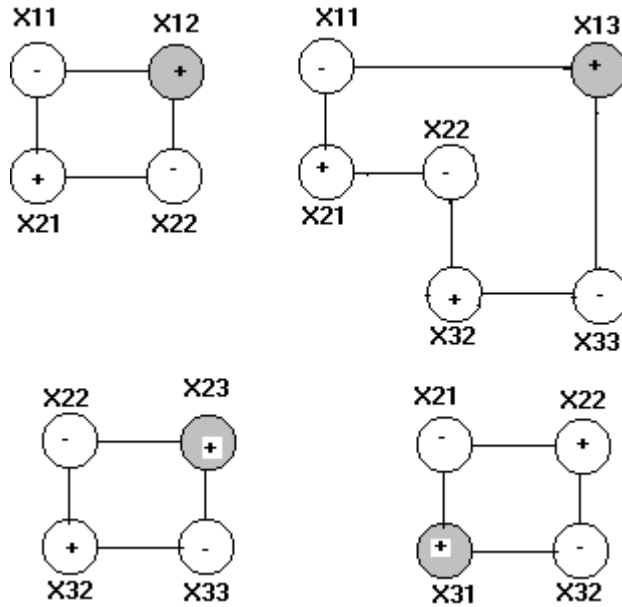 X11 X12
- +
+ -
X21 X22
X11 X13
- +
X22
+ -
X21
+ -
X32 X33
X22 X23
- +
+ -
X32 X33
X21 X22
- +
+ -
X31 X32